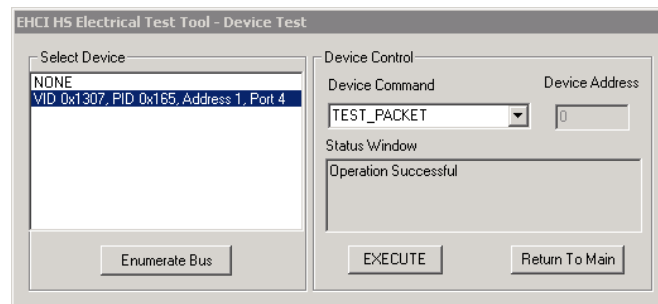 EHCI HS Electrical Test Tool - Device Test
Select Device
NONE
VID 0x1307, PID 0x165, Address 1, Port 4
Enumerate Bus
Device Control
Device Command
Device Address
TEST_PACKET
0
Status Window
Operation Successful
EXECUTE
Return To Main